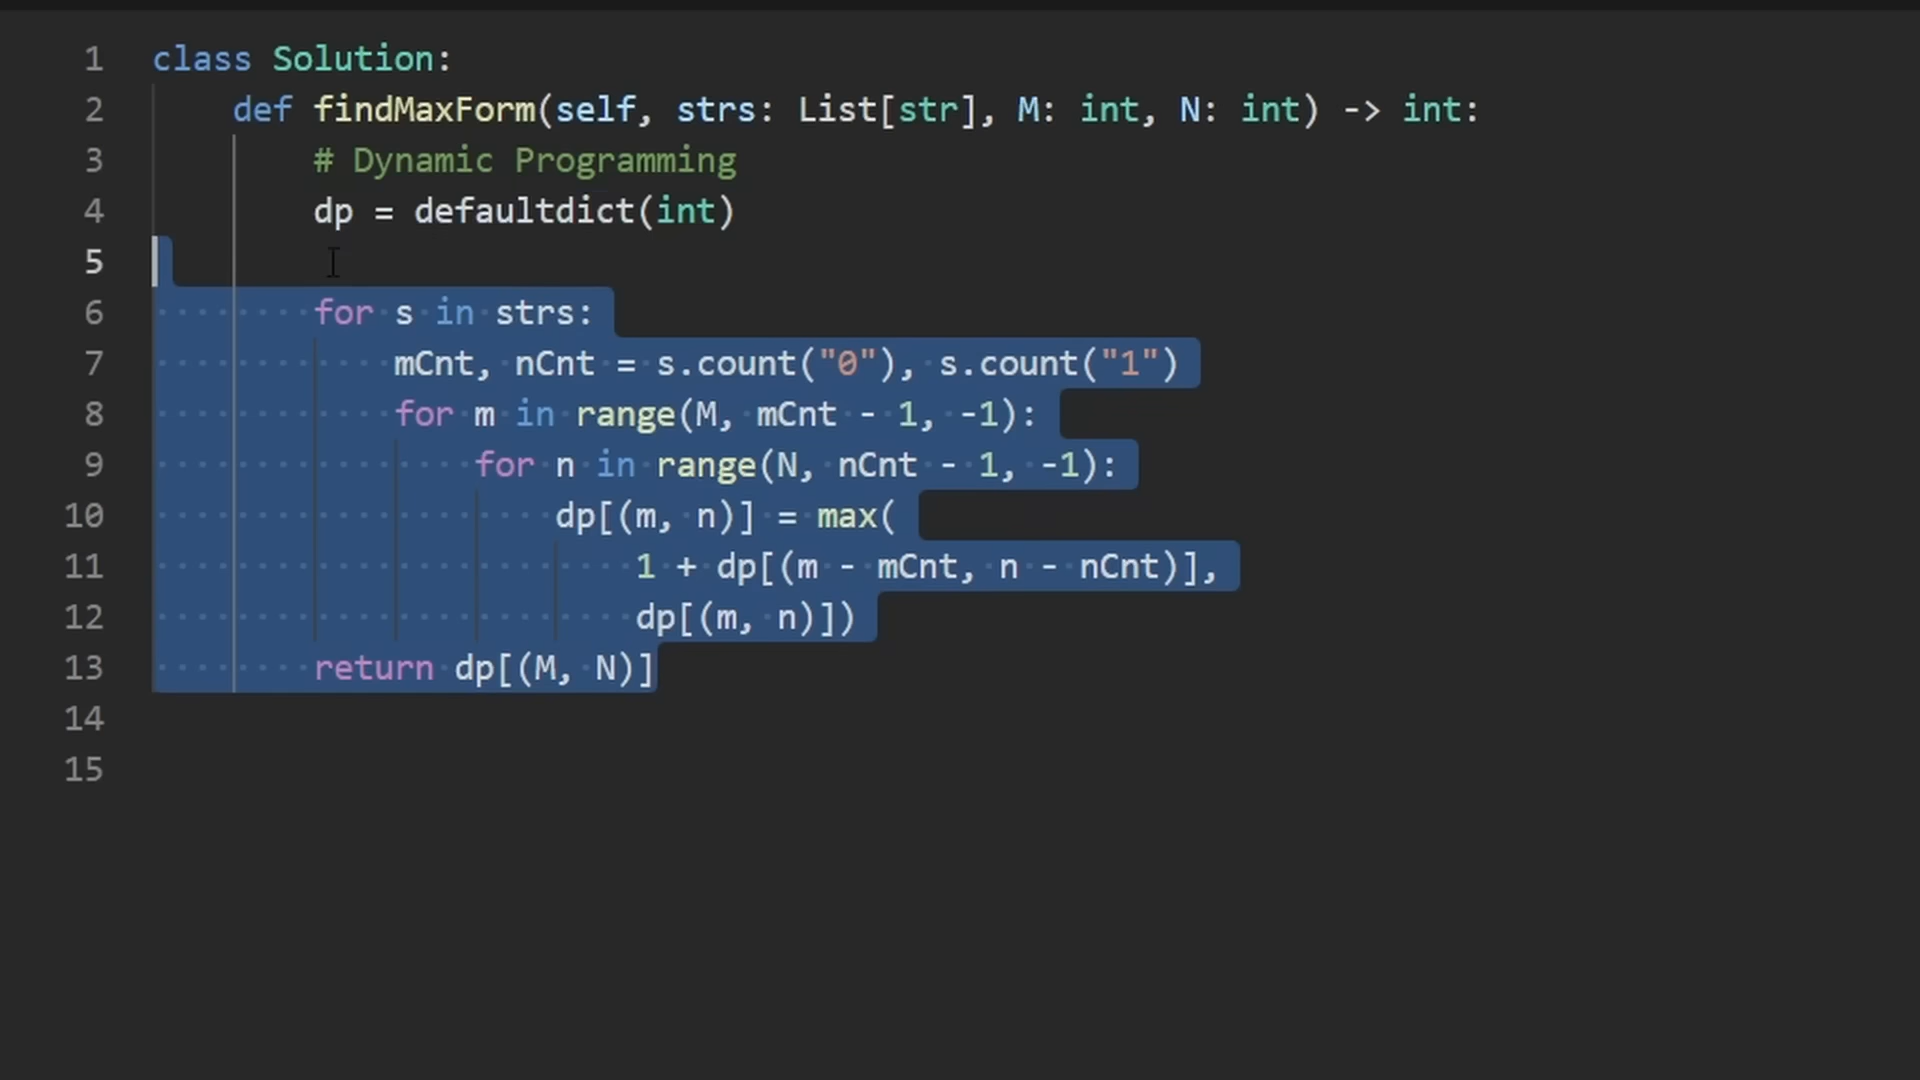 1 class Solution:
2     def findMaxForm(self, strs: List[str], M: int, N: int) -> int:
3         # Dynamic Programming
4         dp = defaultdict(int)
5
6         for s in strs:
7             mCnt, nCnt = s.count("0"), s.count("1")
8             for m in range(M, mCnt - 1, -1):
9                 for n in range(N, nCnt - 1, -1):
10                     dp[(m, n)] = max(
11                         1 + dp[(m - mCnt, n - nCnt)],
12                         dp[(m, n)])
13         return dp[(M, N)]
14
15